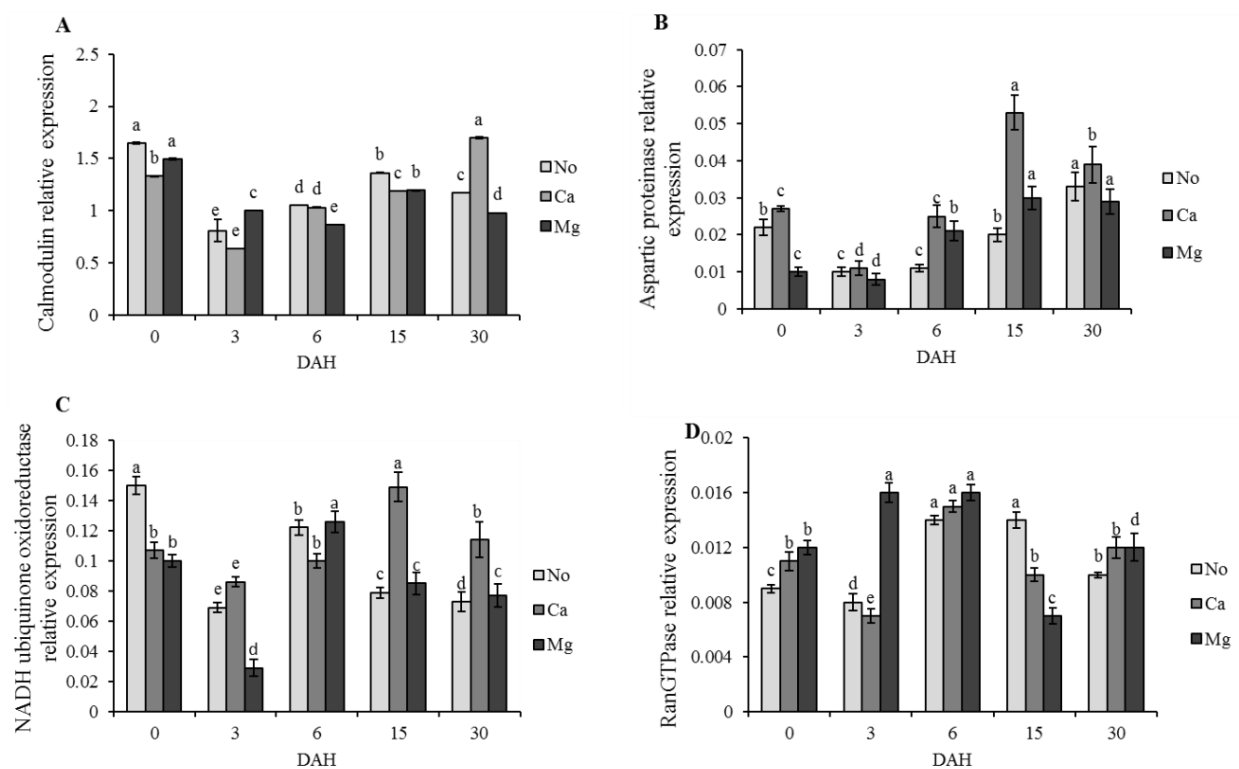 A
Calmodulin relative expression
2.5
2
1.5
1
0.5
0
a b a
e e c
d d e
b c b
c a d
0 3 6 15 30
DAH
No
Ca
Mg
B
Aspartic proteinase relative
expression
0.07
0.06
0.05
0.04
0.03
0.02
0.01
0
b c c
c d d
c c b
b a a
a b a
0 3 6 15 30
DAH
No
Ca
Mg
C
NADH ubiquinone oxidoreductase
relative expression
0.18
0.16
0.14
0.12
0.1
0.08
0.06
0.04
0.02
0
a b b
e e d
b b a
c a c
d b c
0 3 6 15 30
DAH
No
Ca
Mg
D
RanGTPase relative expression
0.02
0.016
0.012
0.008
0.004
0
c b b
d e a
a a a
a b c
b b d
0 3 6 15 30
DAH
No
Ca
Mg